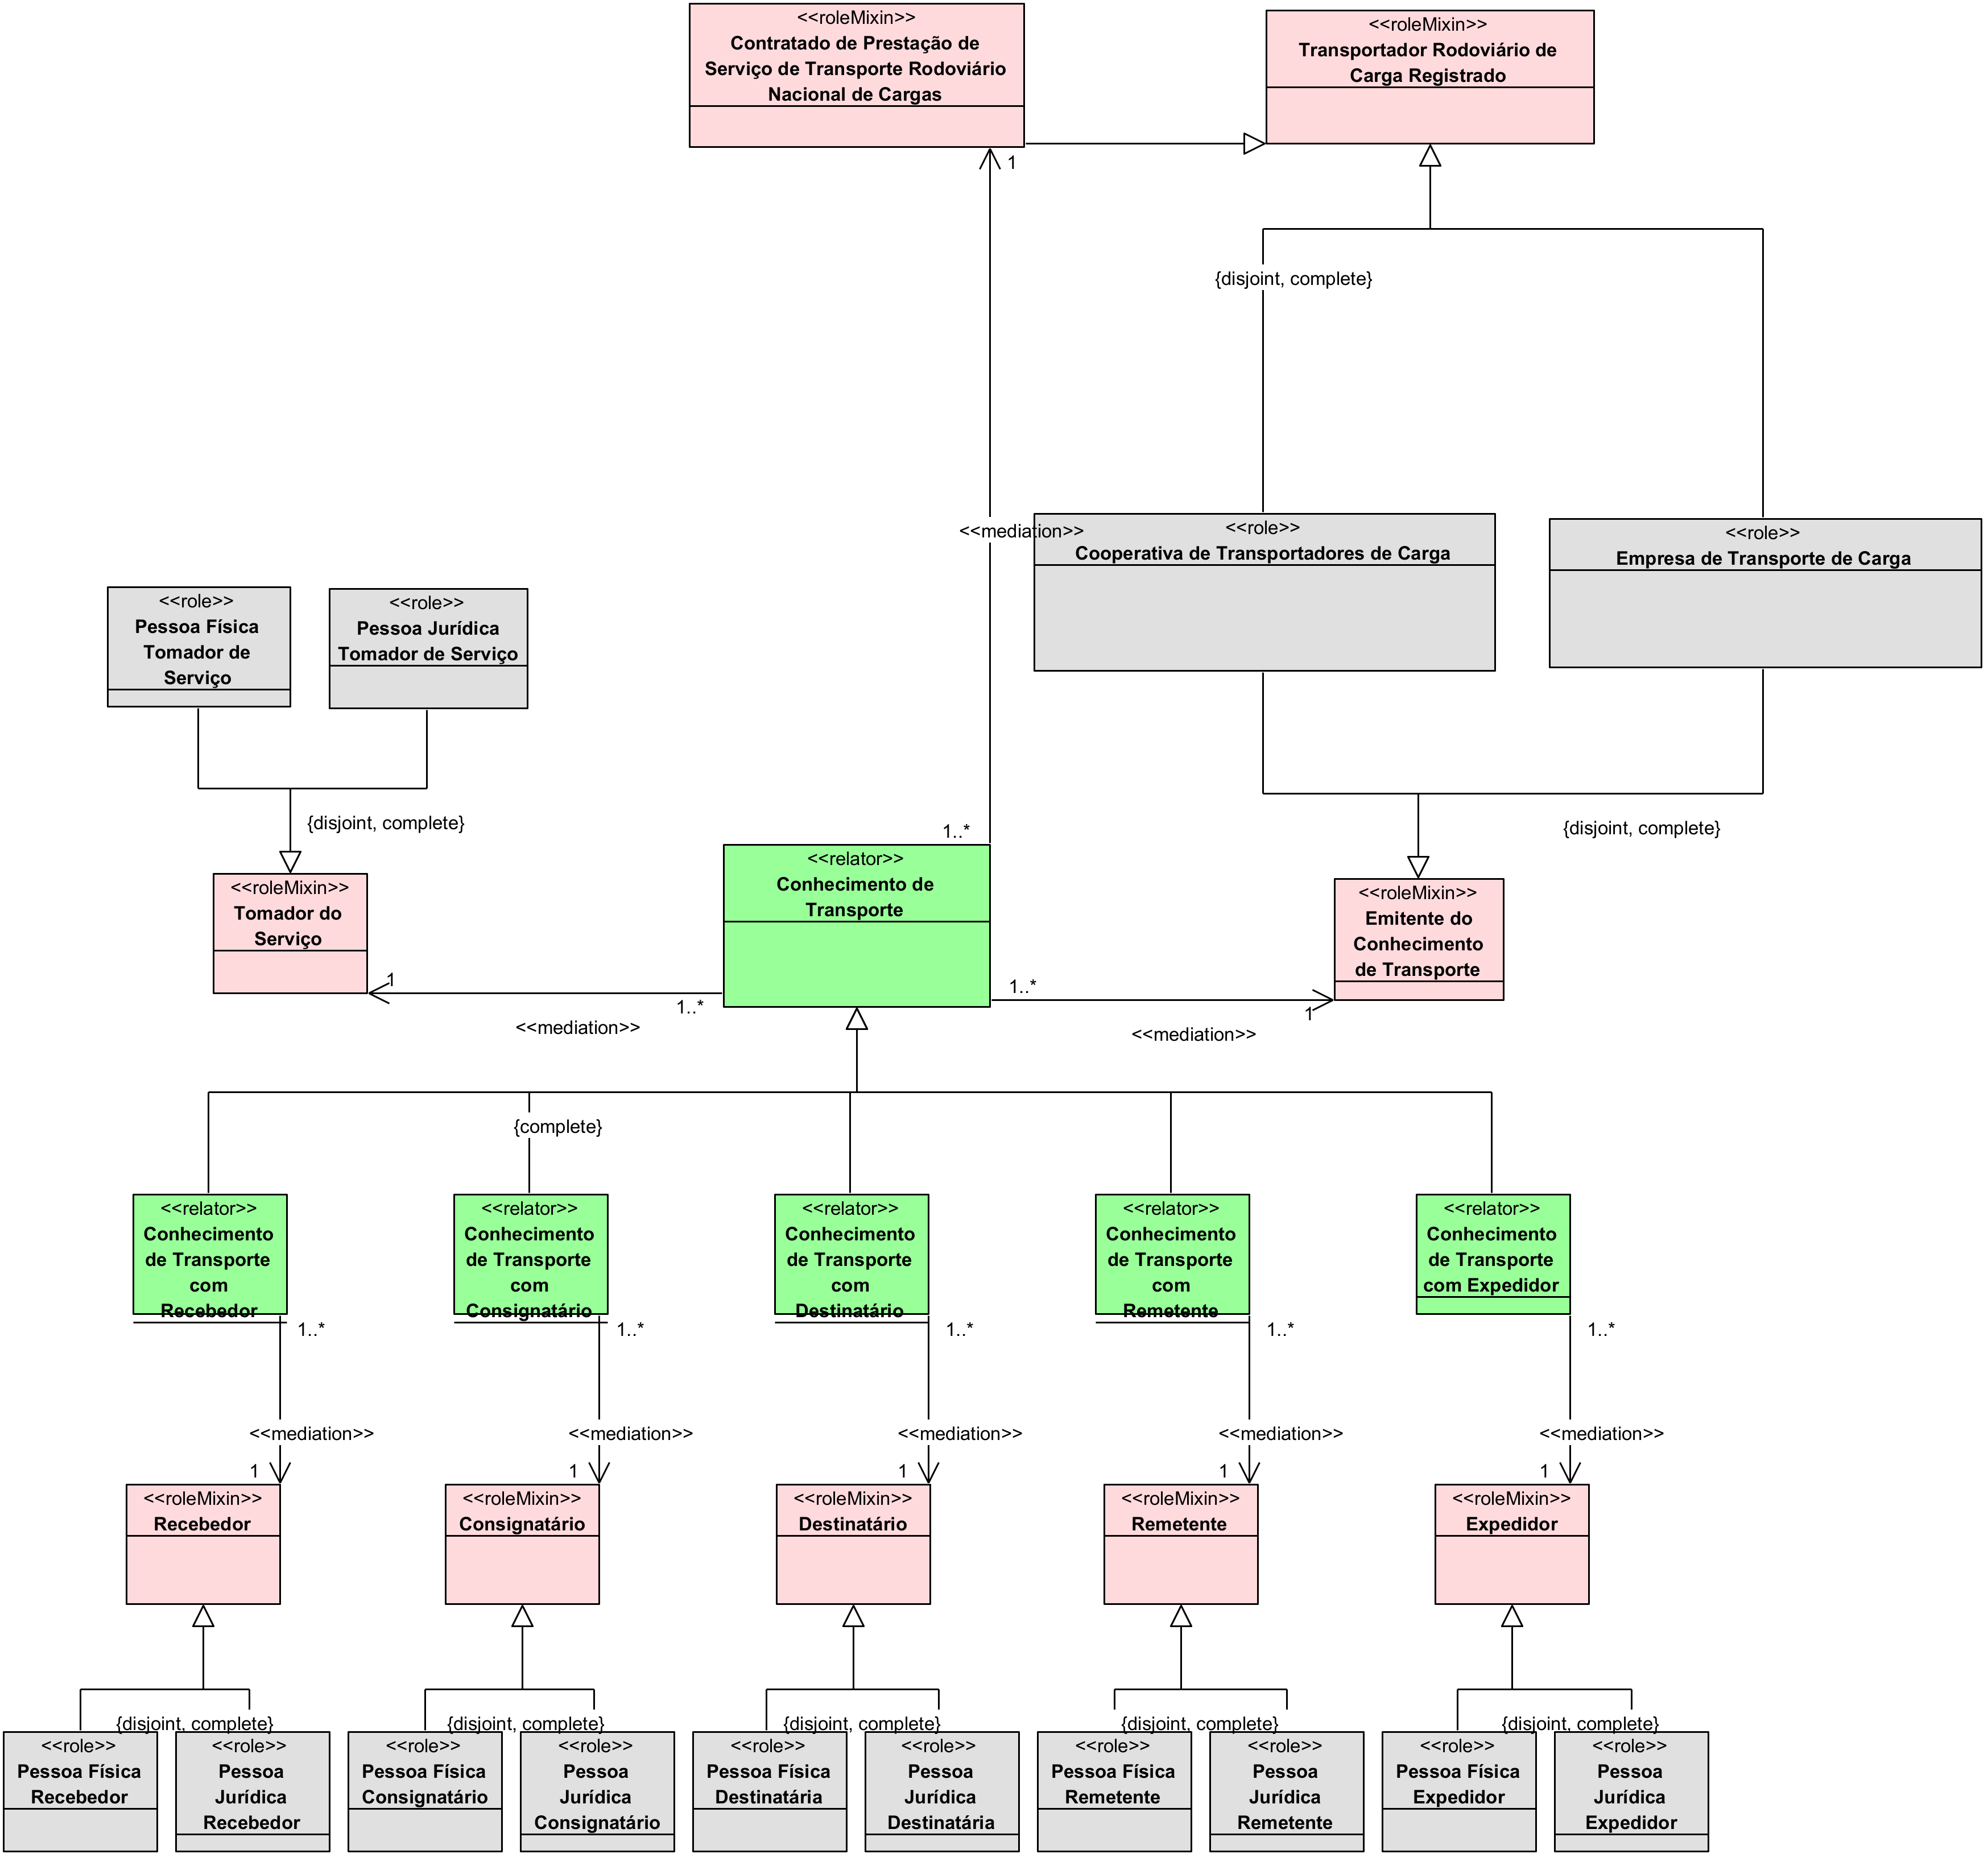 <<roleMixin>>
Contratado de Prestação de
Serviço de Transporte Rodoviário
Nacional de Cargas
<<roleMixin>>
Transportador Rodoviário de
Carga Registrado
1
{disjoint, complete}
<<mediation>>
<<role>>
Cooperativa de Transportadores de Carga
<<role>>
Empresa de Transporte de Carga
<<role>>
Pessoa Física
Tomador de
Serviço
<<role>>
Pessoa Jurídica
Tomador de Serviço
{disjoint, complete}
{disjoint, complete}
1..*
<<roleMixin>>
Tomador do
Serviço
<<relator>>
Conhecimento de
Transporte
<<roleMixin>>
Emitente do
Conhecimento
de Transporte
1
1..*
<<mediation>>
1..*
1
<<mediation>>
{complete}
<<relator>>
Conhecimento
de Transporte
com
Recebedor
<<relator>>
Conhecimento
de Transporte
com
Consignatário
<<relator>>
Conhecimento
de Transporte
com
Destinatário
<<relator>>
Conhecimento
de Transporte
com
Remetente
<<relator>>
Conhecimento
de Transporte
com Expedidor
1..*
1..*
1..*
1..*
1..*
<<mediation>>
<<mediation>>
<<mediation>>
<<mediation>>
<<mediation>>
1
1
1
1
1
<<roleMixin>>
Recebedor
<<roleMixin>>
Consignatário
<<roleMixin>>
Destinatário
<<roleMixin>>
Remetente
<<roleMixin>>
Expedidor
{disjoint, complete}
{disjoint, complete}
{disjoint, complete}
{disjoint, complete}
{disjoint, complete}
<<role>>
Pessoa Física
Recebedor
<<role>>
Pessoa
Jurídica
Recebedor
<<role>>
Pessoa Física
Consignatário
<<role>>
Pessoa
Jurídica
Consignatário
<<role>>
Pessoa Física
Destinatária
<<role>>
Pessoa
Jurídica
Destinatária
<<role>>
Pessoa Física
Remetente
<<role>>
Pessoa
Jurídica
Remetente
<<role>>
Pessoa Física
Expedidor
<<role>>
Pessoa
Jurídica
Expedidor